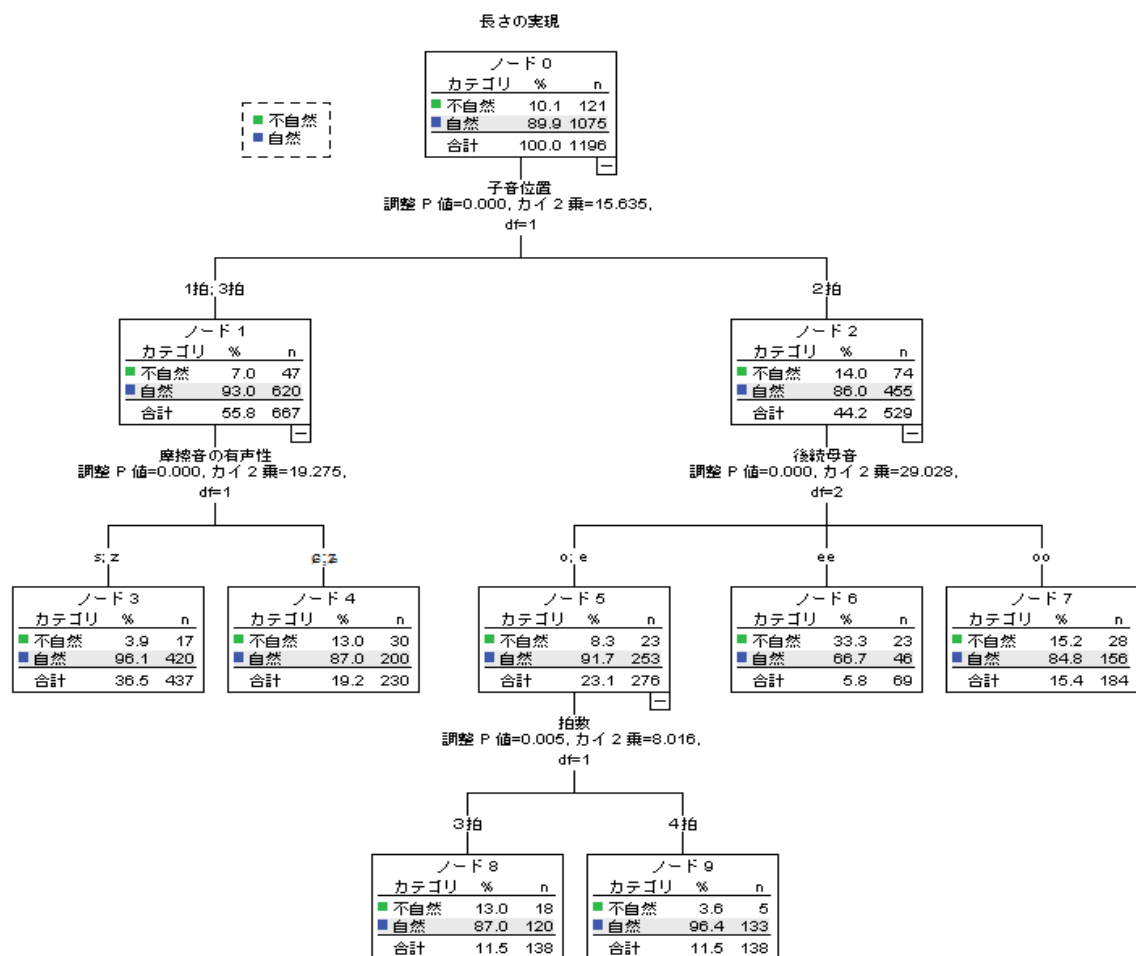 長さの実現
ノード 0
カテゴリ % n
不自然 10.1 121
自然 89.9 1075
合計 100.0 1196
不自然
自然
子音位置
調整 P 値=0.000, カイ 2 乗=15.635,
df=1
1拍; 3拍
2拍
ノード 1
カテゴリ % n
不自然 7.0 47
自然 93.0 620
合計 55.8 667
ノード 2
カテゴリ % n
不自然 14.0 74
自然 86.0 455
合計 44.2 529
摩擦音の有声性
調整 P 値=0.000, カイ 2 乗=19.275,
df=1
後続母音
調整 P 値=0.000, カイ 2 乗=29.028,
df=2
s; z
o; e
ee
oo
ノード 3
カテゴリ % n
不自然 3.9 17
自然 96.1 420
合計 36.5 437
ノード 4
カテゴリ % n
不自然 13.0 30
自然 87.0 200
合計 19.2 230
ノード 5
カテゴリ % n
不自然 8.3 23
自然 91.7 253
合計 23.1 276
ノード 6
カテゴリ % n
不自然 33.3 23
自然 66.7 46
合計 5.8 69
ノード 7
カテゴリ % n
不自然 15.2 28
自然 84.8 156
合計 15.4 184
拍数
調整 P 値=0.005, カイ 2 乗=8.016,
df=1
3拍
4拍
ノード 8
カテゴリ % n
不自然 13.0 18
自然 87.0 120
合計 11.5 138
ノード 9
カテゴリ % n
不自然 3.6 5
自然 96.4 133
合計 11.5 138